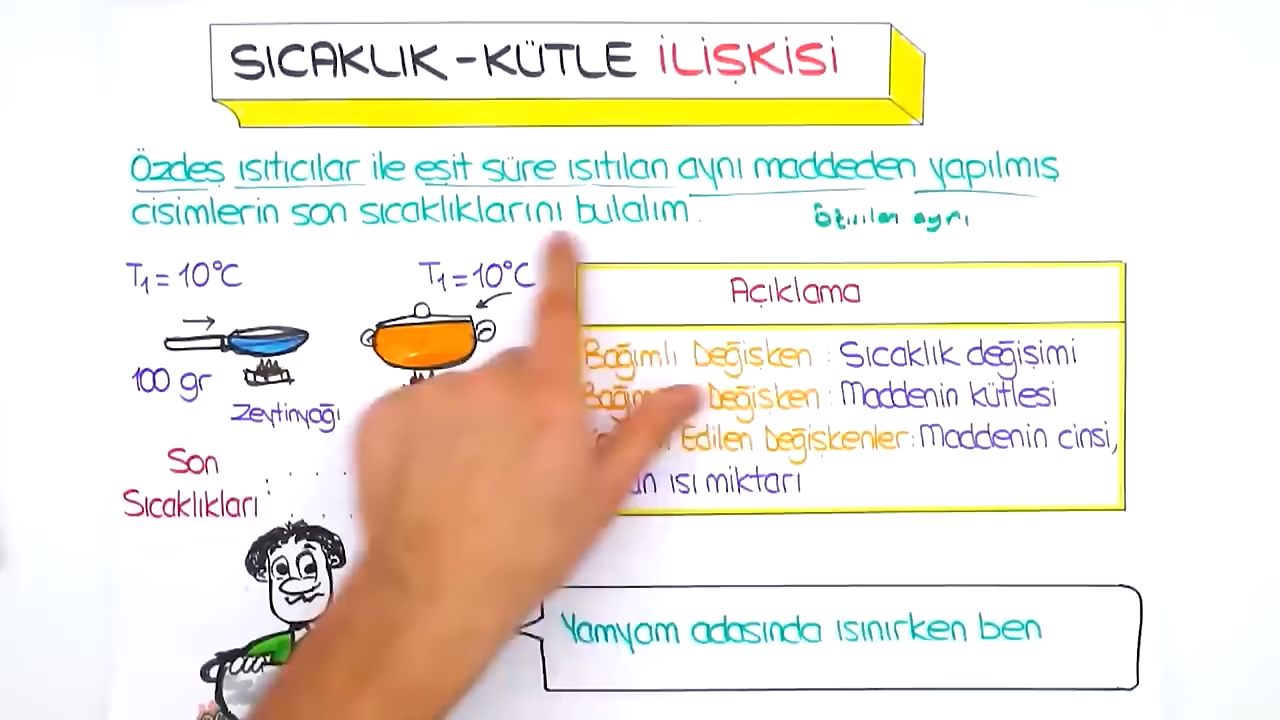 SICAKLIK-KÜTLE İLİŞKİSİ
Özdeş ısıtıcılar ile eşit süre ısıtılan aynı maddeden yapılmış
cisimlerin son sıcaklıklarını bulalım.
T1 = 10°C
T1 = 10°C
100 gr
Zeytinyağı
Son
Sıcaklıkları :
Açıklama
Bağımlı Değişken : Sıcaklık değişimi
Değişken : Maddenin kütlesi
Edilen Değişkenler: Maddenin cinsi,
ısı miktarı
Yamyam adasında ısınırken ben